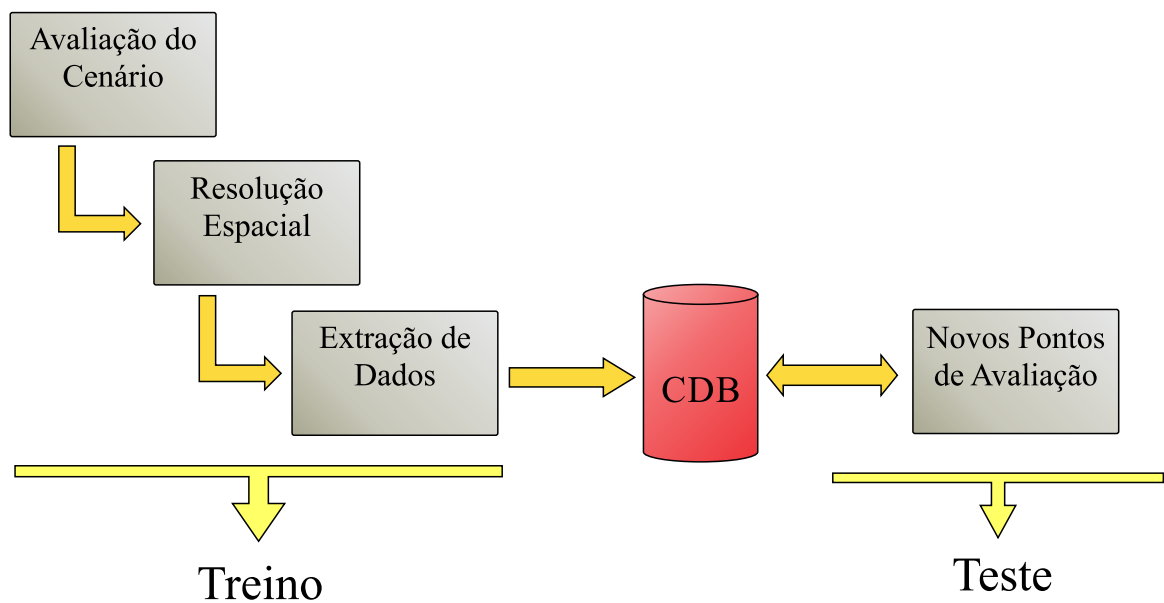 Avaliação do
Cenário
Resolução
Espacial
Extração de
Dados
CDB
Novos Pontos
de Avaliação
Treino
Teste